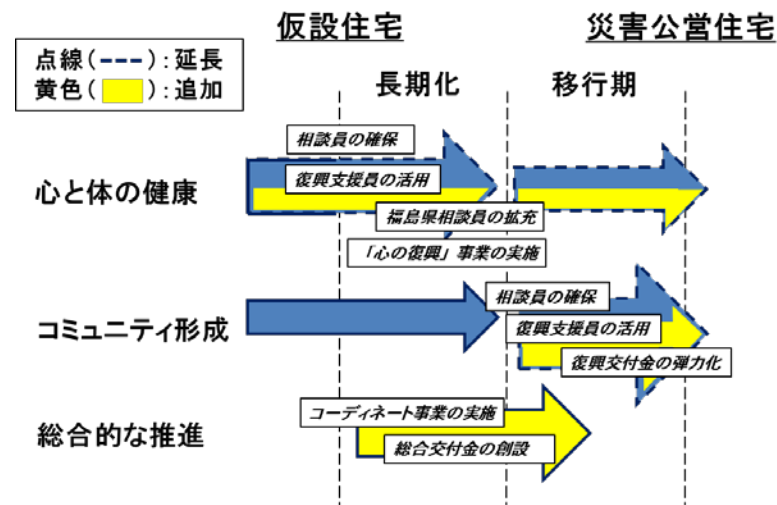 仮設住宅
災害公営住宅
点線(---):延長
黄色( ):追加
長期化
移行期
心と体の健康
相談員の確保
復興支援員の活用
福島県相談員の拡充
「心の復興」事業の実施
コミュニティ形成
相談員の確保
復興支援員の活用
復興交付金の弾力化
総合的な推進
コーディネート事業の実施
総合交付金の創設